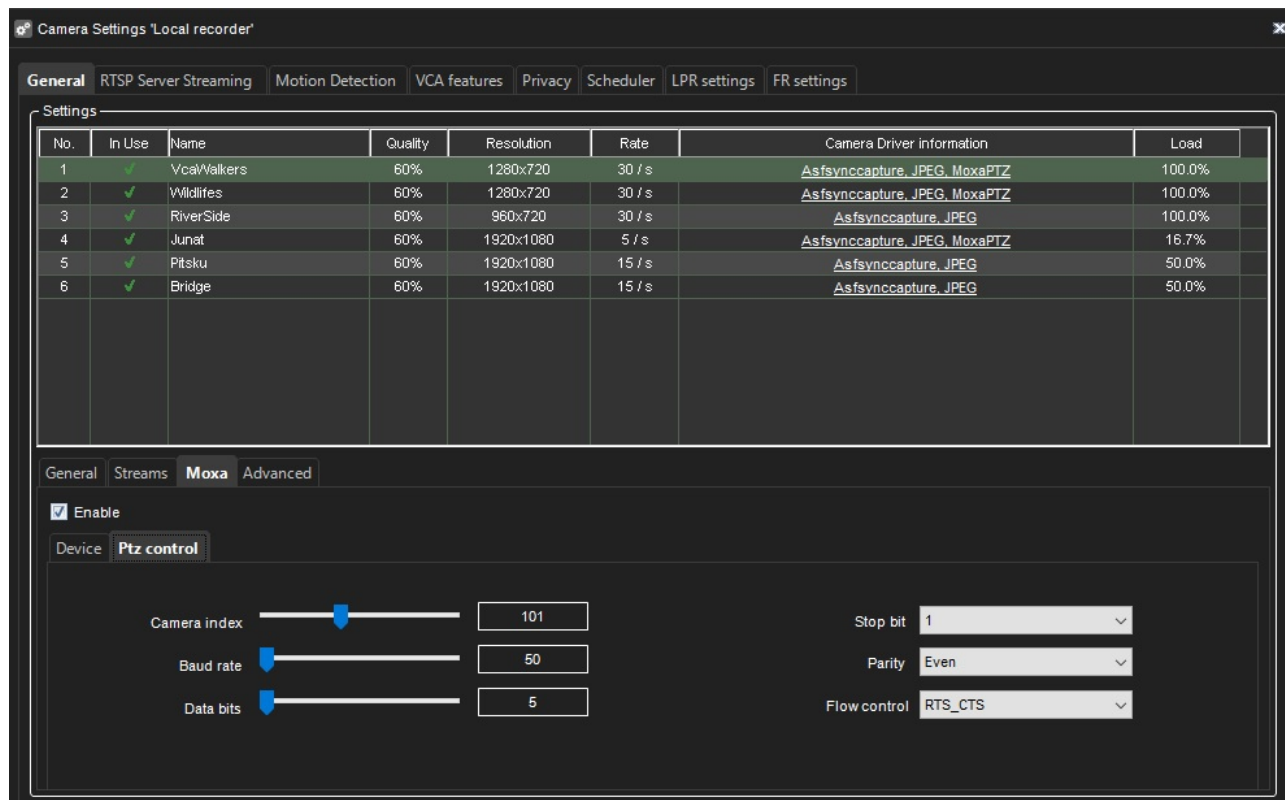 Camera Settings 'Local recorder'
General RTSP Server Streaming Motion Detection VCA features Privacy Scheduler LPR settings FR settings
Settings
No. In Use Name Quality Resolution Rate Camera Driver information Load
1 VcaWalkers 60% 1280x720 30 / s Asfsynccapture, JPEG, MoxaPTZ 100.0%
2 Wildlifes 60% 1280x720 30 / s Asfsynccapture, JPEG, MoxaPTZ 100.0%
3 RiverSide 60% 960x720 30 / s Asfsynccapture, JPEG 100.0%
4 Junat 60% 1920x1080 5 / s Asfsynccapture, JPEG, MoxaPTZ 16.7%
5 Pitsku 60% 1920x1080 15 / s Asfsynccapture, JPEG 50.0%
6 Bridge 60% 1920x1080 15 / s Asfsynccapture, JPEG 50.0%
General Streams Moxa Advanced
Enable
Device Ptz control
Camera index 101 Stop bit 1
Baud rate 50 Parity Even
Data bits 5 Flow control RTS_CTS